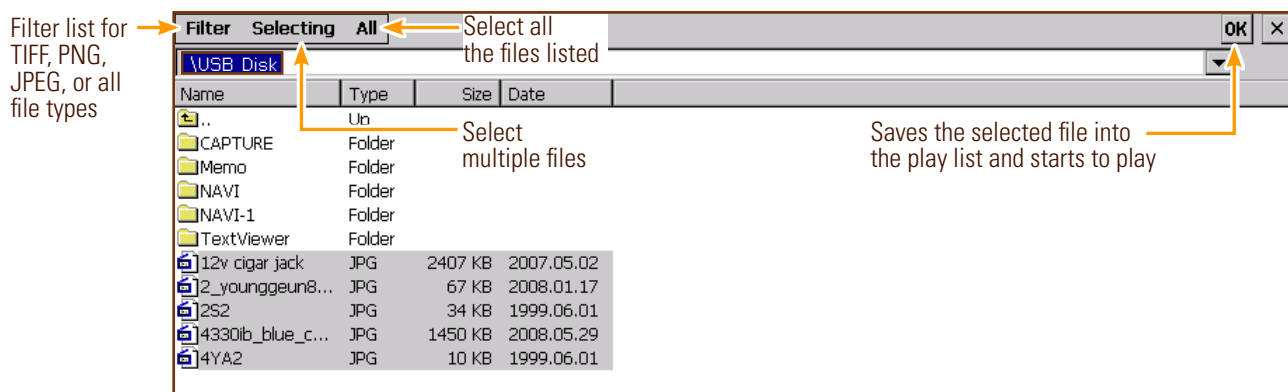 Filter list for
TIFF, PNG,
JPEG, or all
file types
Filter Selecting All
Select all
the files listed
OK
\USB Disk
Name Type Size Date
.. Up
CAPTURE Folder
Memo Folder
NAVI Folder
NAVI-1 Folder
TextViewer Folder
12v cigar jack JPG 2407 KB 2007.05.02
2_younggeun8... JPG 67 KB 2008.01.17
2S2 JPG 34 KB 1999.06.01
4330ib_blue_c... JPG 1450 KB 2008.05.29
4YA2 JPG 10 KB 1999.06.01
Select
multiple files
Saves the selected file into
the play list and starts to play